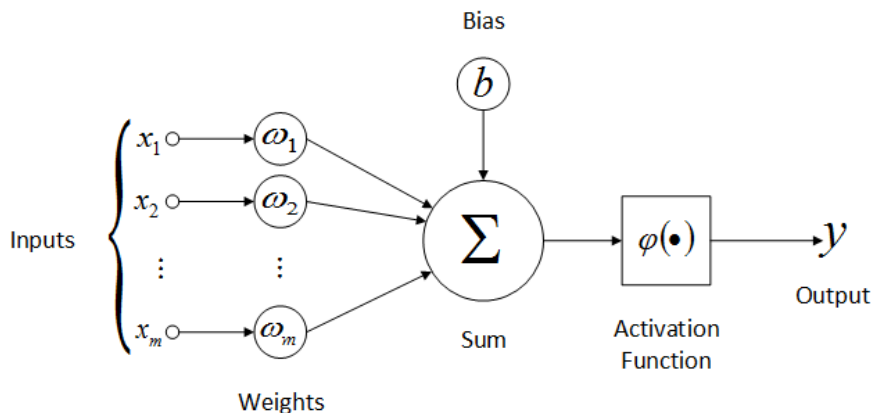 Bias
b
x₁ ω₁
x₂ ω₂
Inputs
⋮ ⋮
Σ
φ(•)
y
Output
xₘ ωₘ
Sum
Activation
Function
Weights